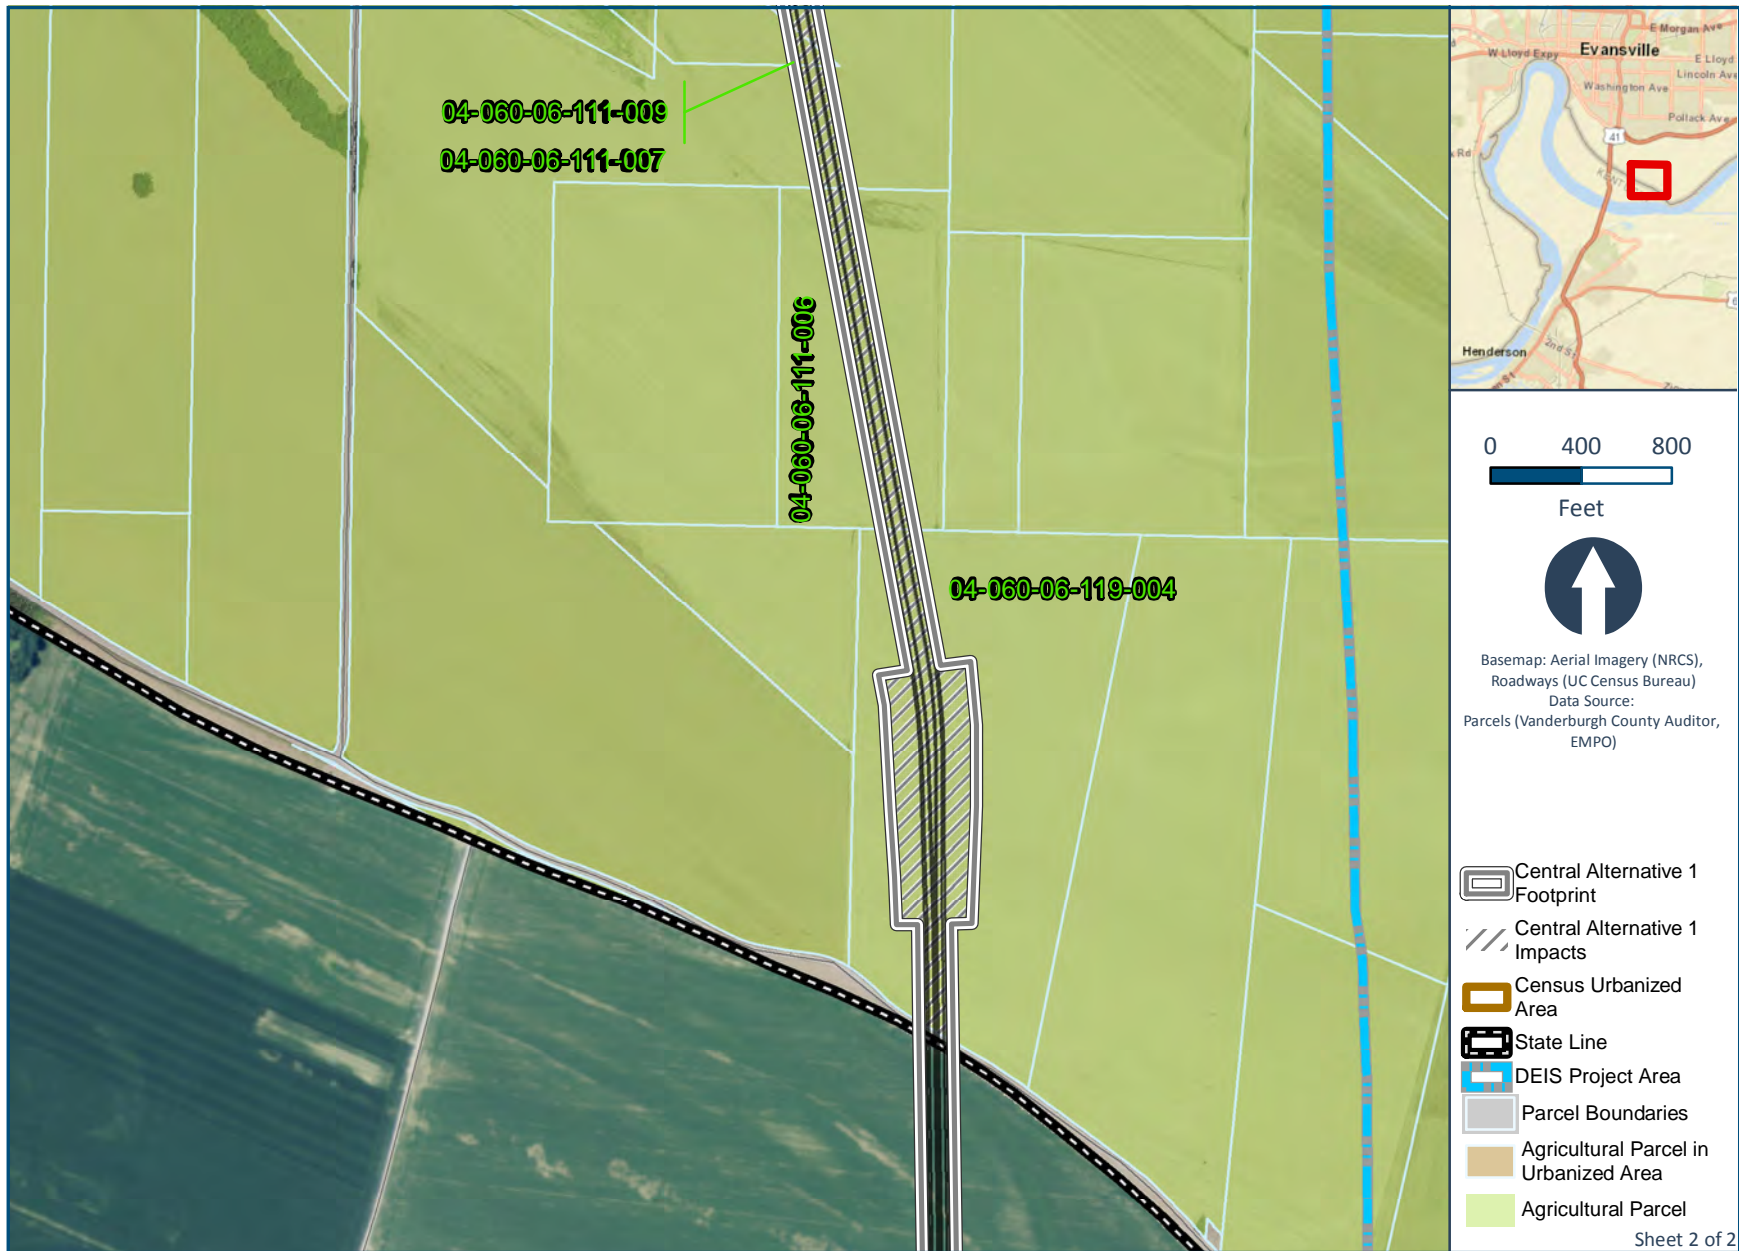 04-060-06-111-009
04-060-06-111-007
04-060-06-111-006
04-060-06-119-004
E Morgan Ave
W Lloyd Expy
Evansville
E Lloyd
Lincoln Ave
Washington Ave
Pollack Ave
41
Rd
Henderson
2nd St
0 400 800
Feet
Basemap: Aerial Imagery (NRCS),
Roadways (UC Census Bureau)
Data Source:
Parcels (Vanderburgh County Auditor,
EMPO)
Central Alternative 1
Footprint
Central Alternative 1
Impacts
Census Urbanized
Area
State Line
DEIS Project Area
Parcel Boundaries
Agricultural Parcel in
Urbanized Area
Agricultural Parcel
Sheet 2 of 2